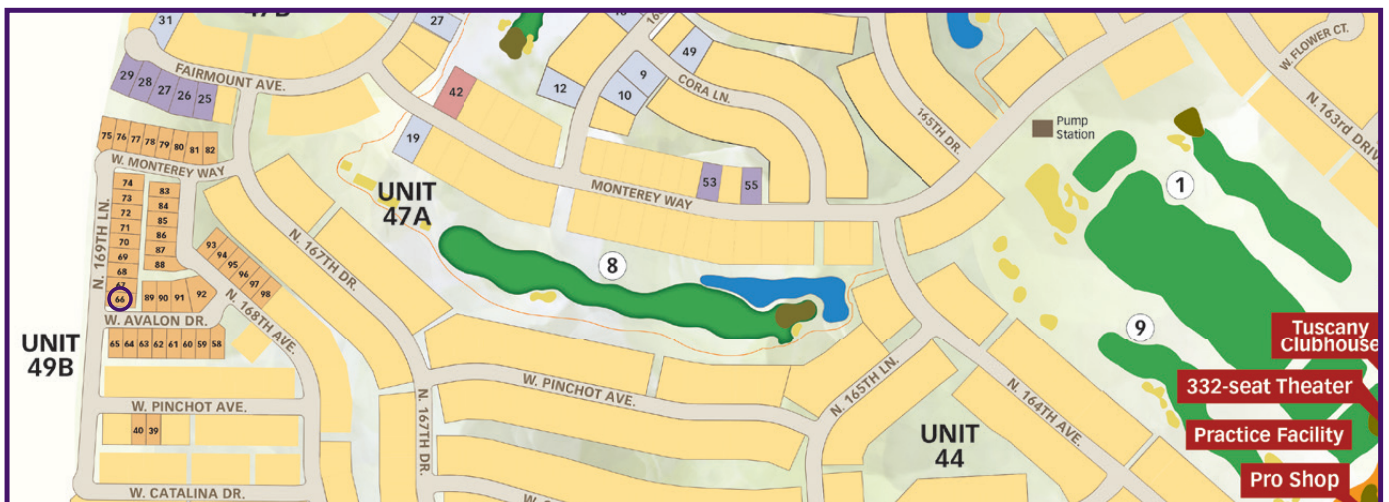 31
27
49
9
10
12
42
19
FAIRMOUNT AVE.
29
28
27
26
25
CORA LN.
165TH DR.
W. FLOWER CT.
N. 163rd DRIV
Pump
Station
75
76
77
78
79
80
81
82
W. MONTEREY WAY
MONTEREY WAY
53
55
UNIT
47A
1
74
73
72
71
70
69
68
67
66
83
84
85
86
87
88
N. 169TH LN.
93
94
95
96
97
98
89
90
91
92
N. 167TH DR.
N. 168TH AVE.
8
9
W. AVALON DR.
UNIT
49B
65
64
63
62
61
60
59
58
W. PINCHOT AVE.
W. PINCHOT AVE.
40
39
N. 167TH DR.
N. 165TH LN.
N. 164TH AVE.
UNIT
44
W. CATALINA DR.
Tuscany
Clubhouse
332-seat Theater
Practice Facility
Pro Shop